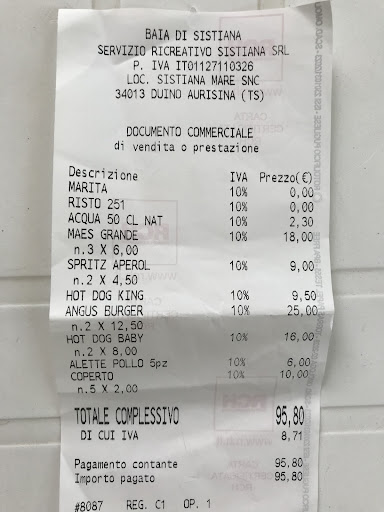 BAIA DI SISTIANA
SERVIZIO RICREATIVO SISTIANA SRL
P. IVA IT01127110326
LOC. SISTIANA MARE SNC
34013 DUINO AURISINA (TS)
DOCUMENTO COMMERCIALE
di vendita o prestazione
Descrizione IVA Prezzo(€)
MARITA 10% 0,00
RISTO 251 10% 0,00
ACQUA 50 CL NAT 10% 2,30
MAES GRANDE 10% 18,00
n.3 X 6,00
SPRITZ APEROL 10% 9,00
n.2 X 4,50
HOT DOG KING 10% 9,50
ANGUS BURGER 10% 25,00
n.2 X 12,50
HOT DOG BABY 10% 16,00
n.2 X 8,00
ALETTE POLLO 5pz 10% 6,00
COPERTO 10% 10,00
n.5 X 2,00
TOTALE COMPLESSIVO 95,80
DI CUI IVA 8,71
Pagamento contante 95,80
Importo pagato 95,80
#8087 REG. C1 OP. 1